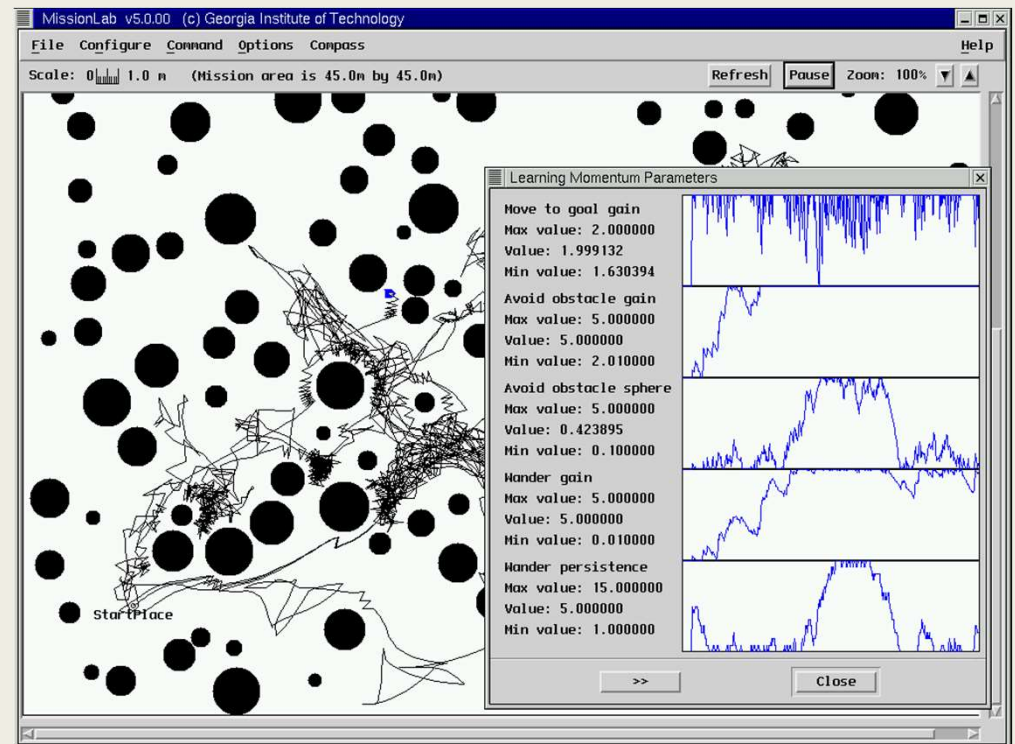 MissionLab v5.0.00 (c) Georgia Institute of Technology
File Configure Command Options Compass Help
Scale: 0 1.0 m (Mission area is 45.0m by 45.0m) Refresh Pause Zoom: 100%
Learning Momentum Parameters
Move to goal gain
Max value: 2.000000
Value: 1.999132
Min value: 1.630394
Avoid obstacle gain
Max value: 5.000000
Value: 5.000000
Min value: 2.010000
Avoid obstacle sphere
Max value: 5.000000
Value: 0.423895
Min value: 0.100000
Wander gain
Max value: 5.000000
Value: 5.000000
Min value: 0.010000
Wander persistence
Max value: 15.000000
Value: 5.000000
Min value: 1.000000
StartPlace
>> Close